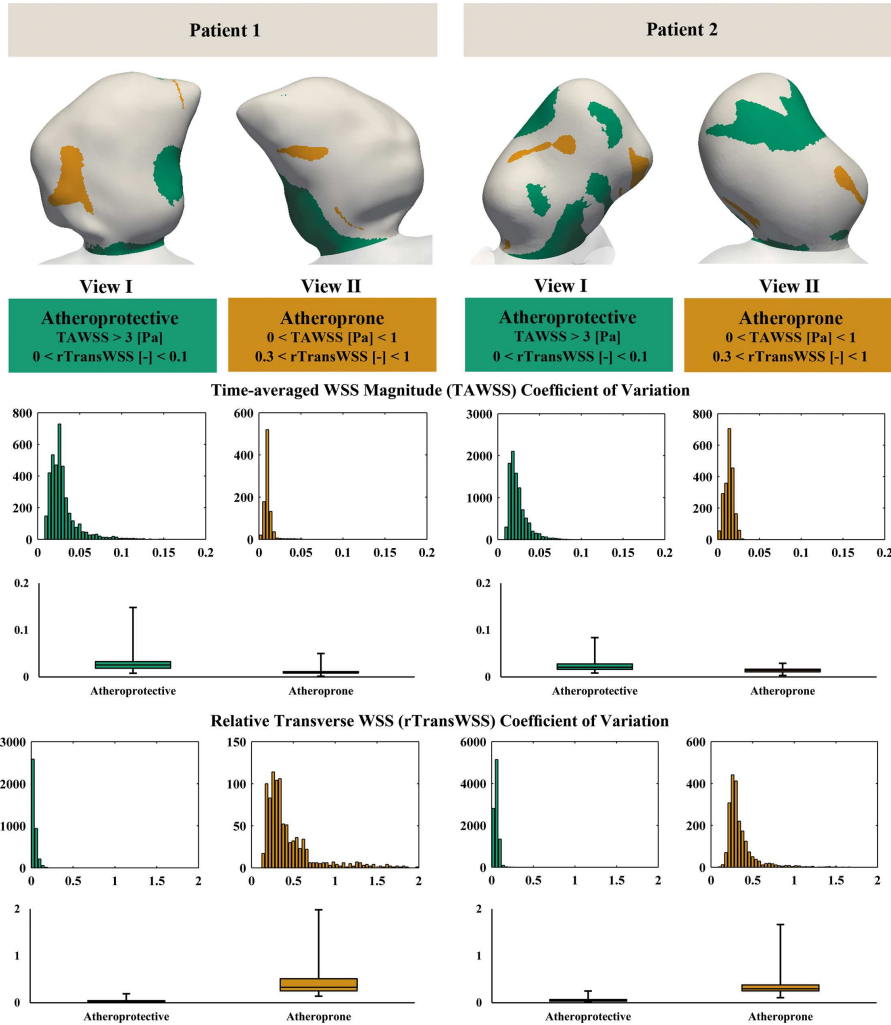 Patient 1
Patient 2
View I
View II
View I
View II
Atheroprotective
TAWSS > 3 [Pa]
0 < rTransWSS [-] < 0.1
Atheroprone
0 < TAWSS [Pa] < 1
0.3 < rTransWSS [-] < 1
Atheroprotective
TAWSS > 3 [Pa]
0 < rTransWSS [-] < 0.1
Atheroprone
0 < TAWSS [Pa] < 1
0.3 < rTransWSS [-] < 1
Time-averaged WSS Magnitude (TAWSS) Coefficient of Variation
800
600
400
200
0
0 0.05 0.1 0.15 0.2
600
400
200
0
0 0.05 0.1 0.15 0.2
3000
2000
1000
0
0 0.05 0.1 0.15 0.2
800
600
400
200
0
0 0.05 0.1 0.15 0.2
0.2
0.1
0
Atheroprotective Atheroprone
0.2
0.1
0
Atheroprotective Atheroprone
Relative Transverse WSS (rTransWSS) Coefficient of Variation
3000
2000
1000
0
0 0.5 1 1.5 2
150
100
50
0
0 0.5 1 1.5 2
6000
4000
2000
0
0 0.5 1 1.5 2
600
400
200
0
0 0.5 1 1.5 2
2
1
0
Atheroprotective Atheroprone
2
1
0
Atheroprotective Atheroprone